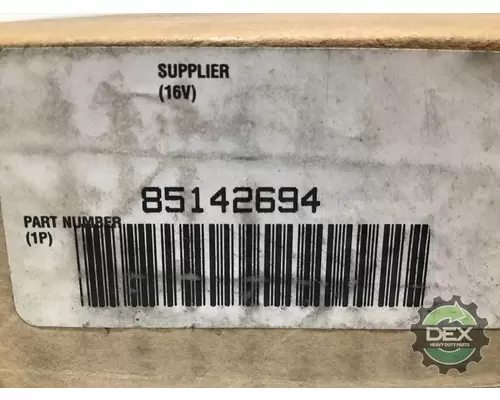 SUPPLIER
(16V)
85142694
PART NUMBER
(1P)
DEX
HEAVY DUTY PARTS